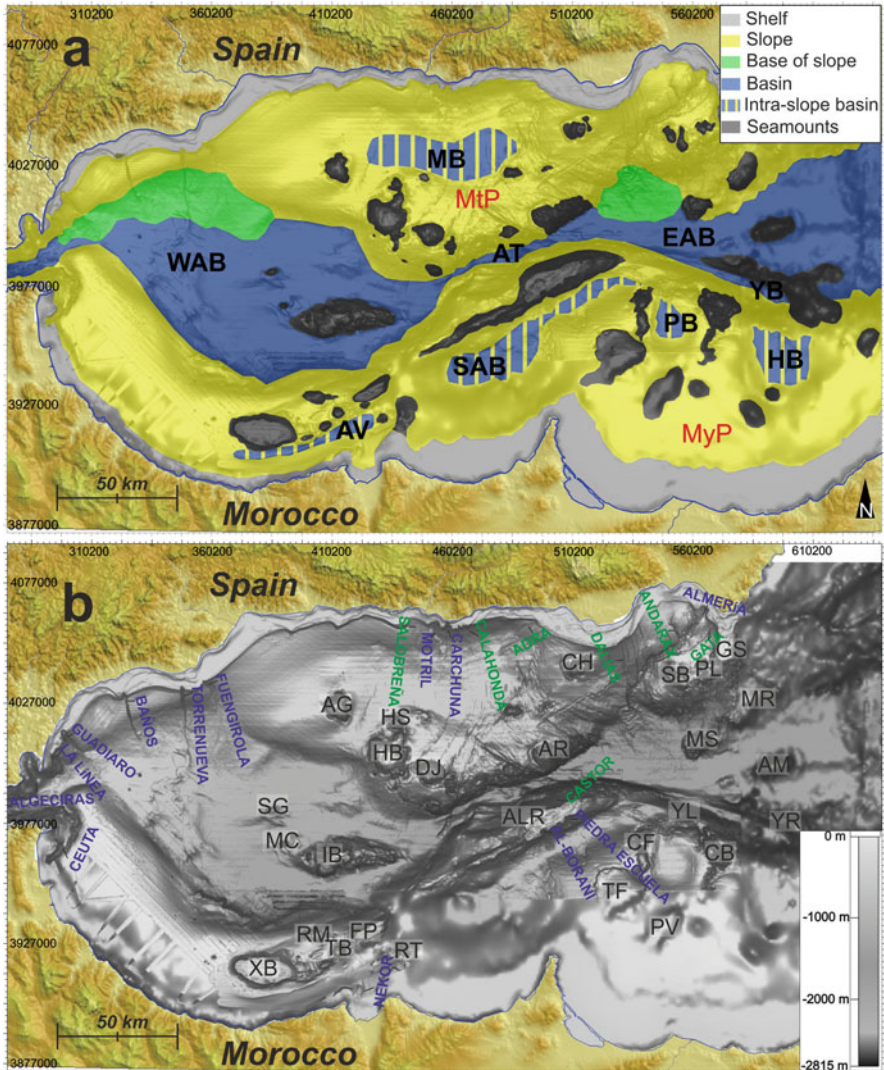 310200 360200 410200 460200 510200 560200
4077000
a
Spain
Shelf
Slope
Base of slope
Basin
Intra-slope basin
Seamounts
4027000
MB
MtP
WAB
AT
EAB
3977000
YB
PB
SAB
HB
3927000
AV
MyP
50 km
Morocco
N
3877000
310200 360200 410200 460200 510200 560200 610200
4077000
b
Spain
ALMERÍA
ANDARAX
SALOBREÑA
MOTRIL
CARCHUNA
CALAHONDA
ADRA
DALÍAS
GATA
GS
CH
SB
PL
4027000
FUENGIROLA
TORRENUEVA
BAÑOS
AG
HS
MR
GUADIARO
LA LINEA
HB
DJ
AR
MS
AM
ALGECIRAS
CASTOR
SG
ALR
YL
YR
3977000
CEUTA
MC
IB
PIEDRA ESCUELA
EL BORANI
CF
CB
0 m
TF
-1000 m
PV
3927000
RM
FP
TB
RT
XB
NEKOR
-2000 m
50 km
Morocco
-2815 m
3877000